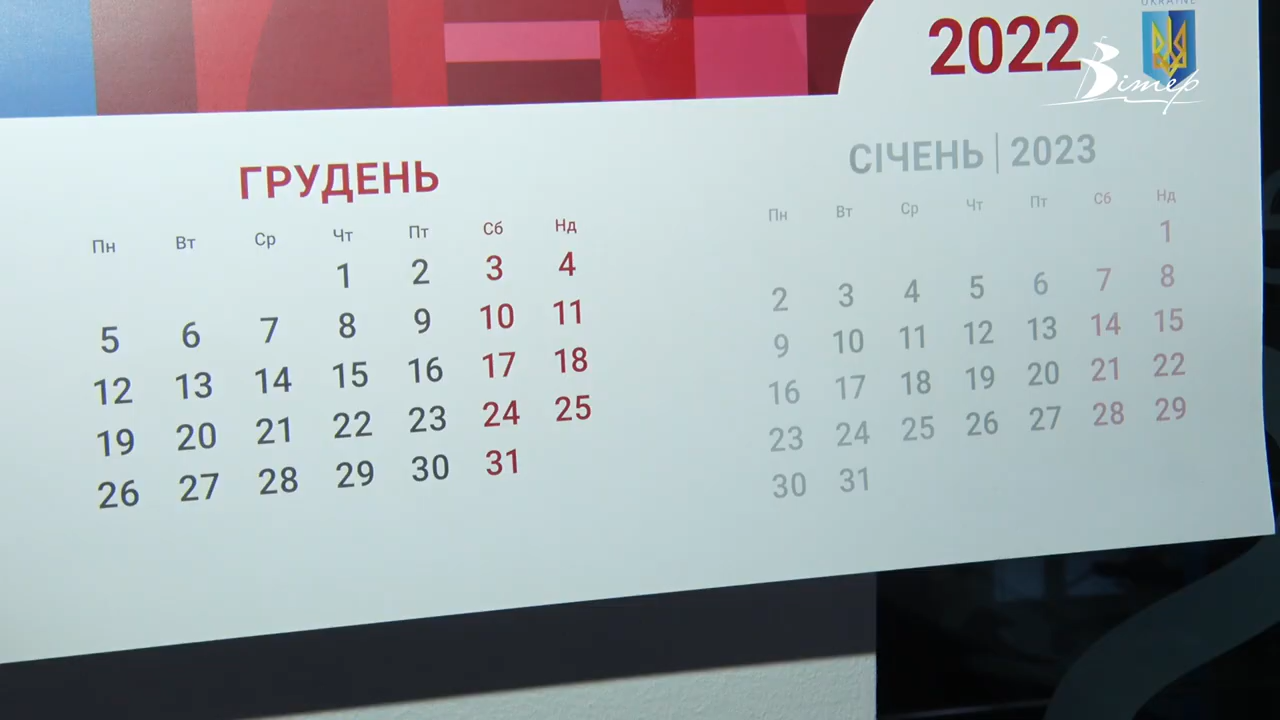 UKRAINE
2022
Вітер
ГРУДЕНЬ
Пн Вт Ср Чт Пт Сб Нд
1 2 3 4
5 6 7 8 9 10 11
12 13 14 15 16 17 18
19 20 21 22 23 24 25
26 27 28 29 30 31
СІЧЕНЬ | 2023
Пн Вт Ср Чт Пт Сб Нд
1
2 3 4 5 6 7 8
9 10 11 12 13 14 15
16 17 18 19 20 21 22
23 24 25 26 27 28 29
30 31